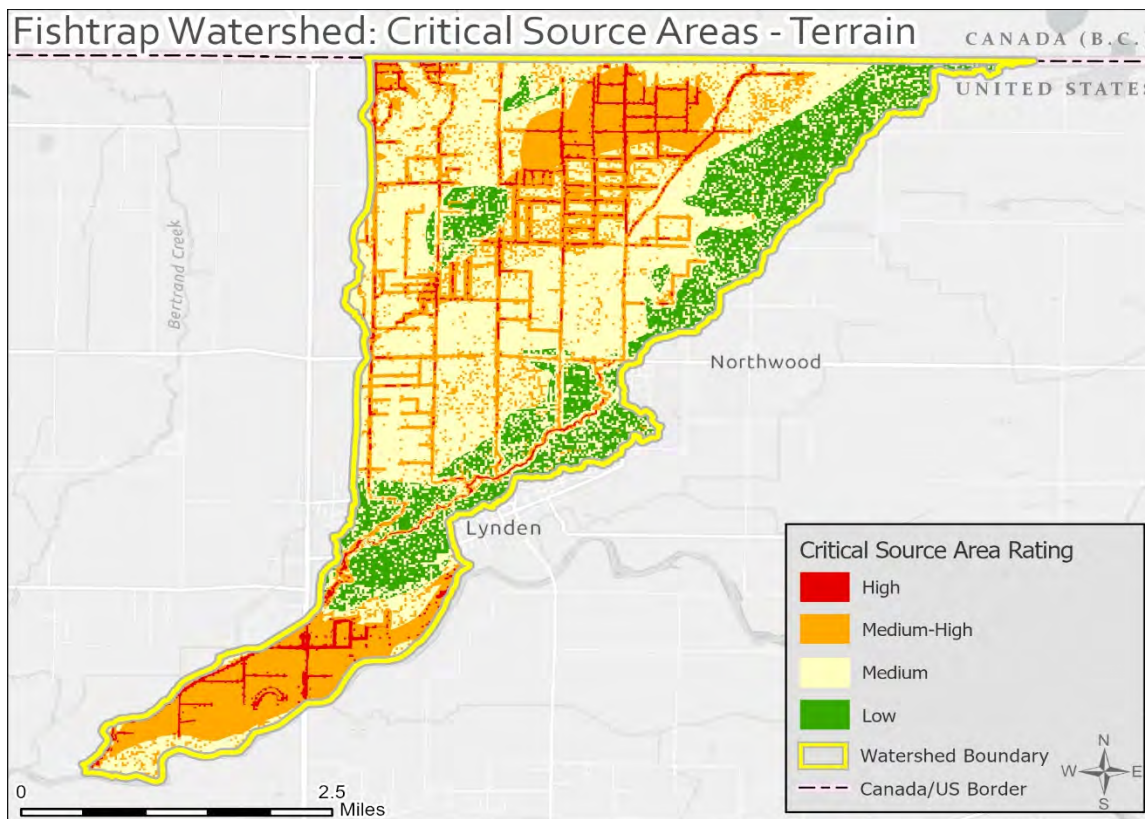 Fishtrap Watershed: Critical Source Areas - Terrain
CANADA (B.C.
UNITED STATES
Bertrand Creek
Northwood
Lynden
Critical Source Area Rating
High
Medium-High
Medium
Low
Watershed Boundary
Canada/US Border
N
W E
S
0 2.5
Miles